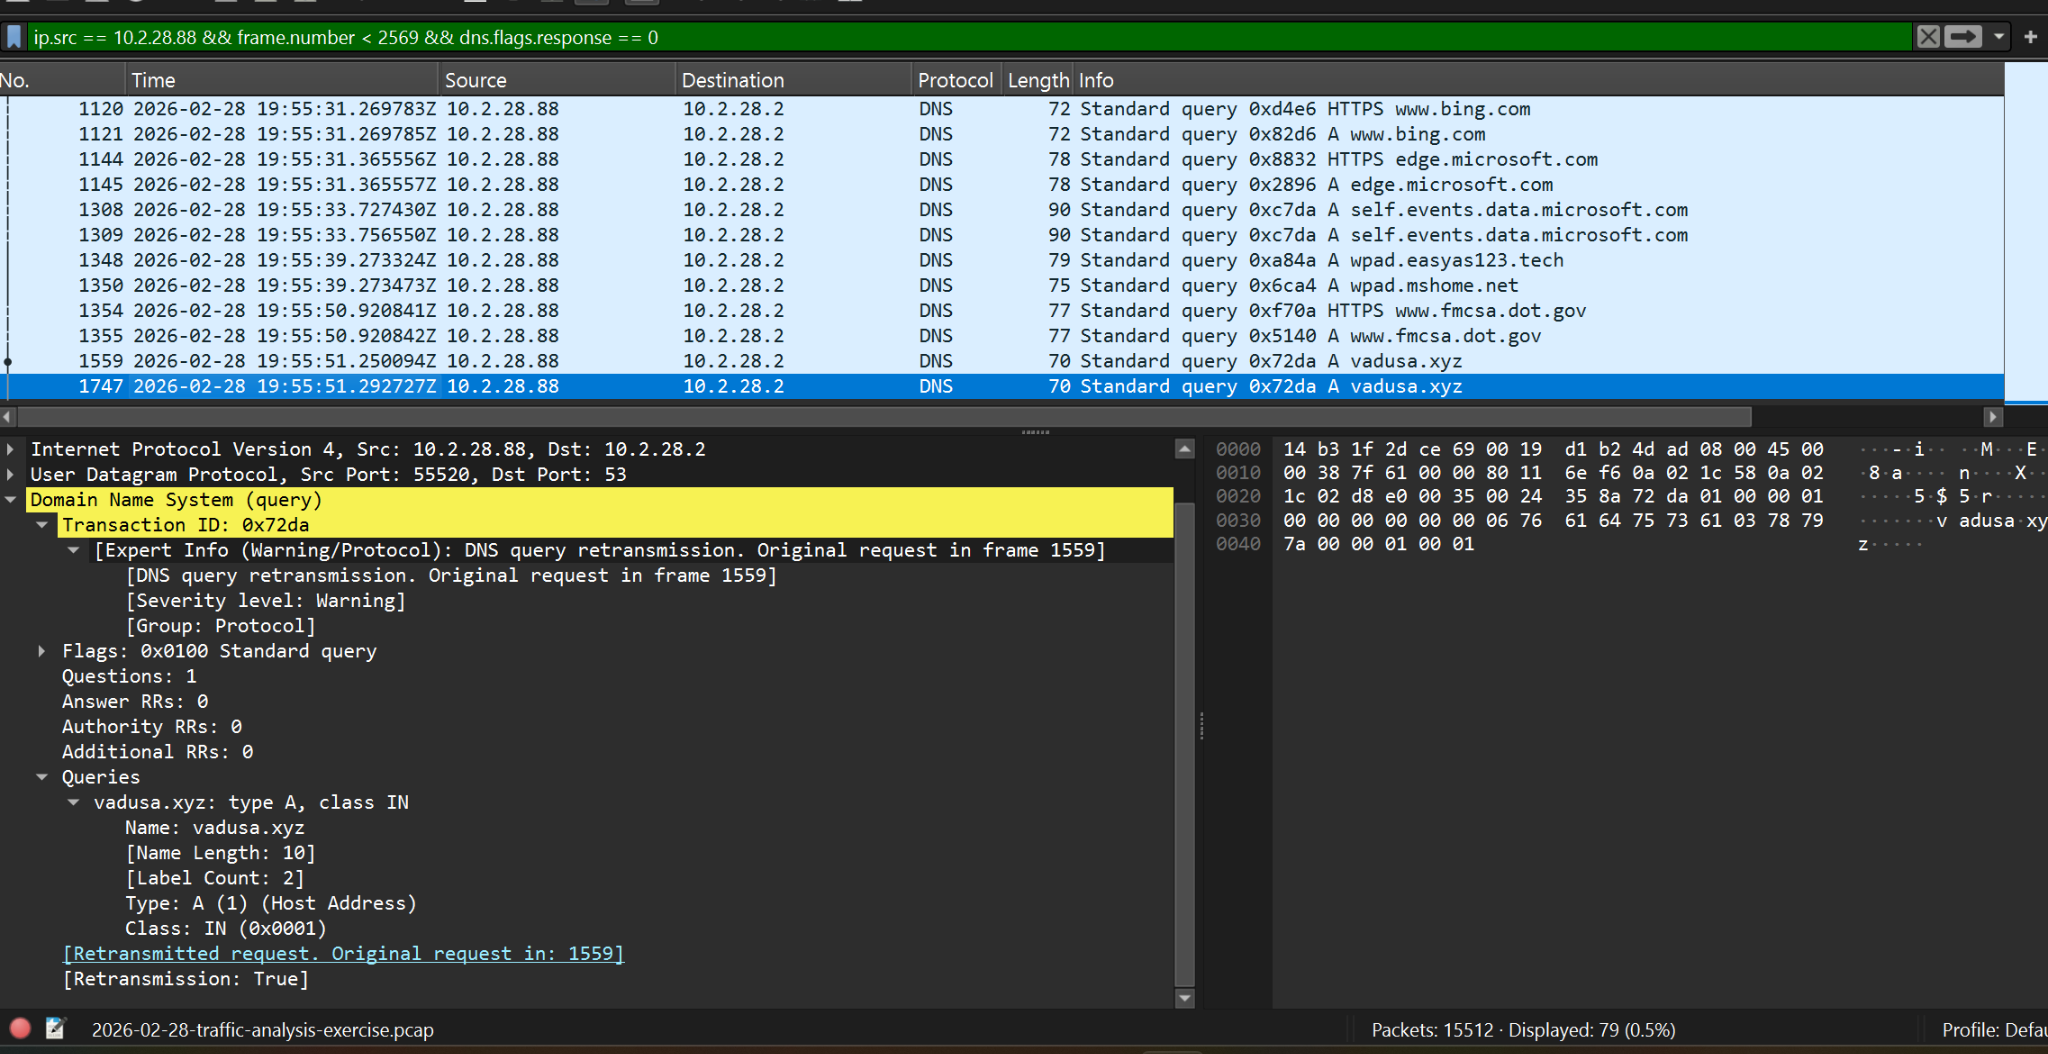 ip.src == 10.2.28.88 && frame.number < 2569 && dns.flags.response == 0
No. Time Source Destination Protocol Length Info
1120 2026-02-28 19:55:31.269783Z 10.2.28.88 10.2.28.2 DNS 72 Standard query 0xd4e6 HTTPS www.bing.com
1121 2026-02-28 19:55:31.269785Z 10.2.28.88 10.2.28.2 DNS 72 Standard query 0x82d6 A www.bing.com
1144 2026-02-28 19:55:31.365556Z 10.2.28.88 10.2.28.2 DNS 78 Standard query 0x8832 HTTPS edge.microsoft.com
1145 2026-02-28 19:55:31.365557Z 10.2.28.88 10.2.28.2 DNS 78 Standard query 0x2896 A edge.microsoft.com
1308 2026-02-28 19:55:33.727430Z 10.2.28.88 10.2.28.2 DNS 90 Standard query 0xc7da A self.events.data.microsoft.com
1309 2026-02-28 19:55:33.756550Z 10.2.28.88 10.2.28.2 DNS 90 Standard query 0xc7da A self.events.data.microsoft.com
1348 2026-02-28 19:55:39.273324Z 10.2.28.88 10.2.28.2 DNS 79 Standard query 0xa84a A wpad.easyas123.tech
1350 2026-02-28 19:55:39.273473Z 10.2.28.88 10.2.28.2 DNS 75 Standard query 0x6ca4 A wpad.mshome.net
1354 2026-02-28 19:55:50.920841Z 10.2.28.88 10.2.28.2 DNS 77 Standard query 0xf70a HTTPS www.fmcsa.dot.gov
1355 2026-02-28 19:55:50.920842Z 10.2.28.88 10.2.28.2 DNS 77 Standard query 0x5140 A www.fmcsa.dot.gov
1559 2026-02-28 19:55:51.250094Z 10.2.28.88 10.2.28.2 DNS 70 Standard query 0x72da A vadusa.xyz
1747 2026-02-28 19:55:51.292727Z 10.2.28.88 10.2.28.2 DNS 70 Standard query 0x72da A vadusa.xyz
Internet Protocol Version 4, Src: 10.2.28.88, Dst: 10.2.28.2
User Datagram Protocol, Src Port: 55520, Dst Port: 53
Domain Name System (query)
Transaction ID: 0x72da
[Expert Info (Warning/Protocol): DNS query retransmission. Original request in frame 1559]
[DNS query retransmission. Original request in frame 1559]
[Severity level: Warning]
[Group: Protocol]
Flags: 0x0100 Standard query
Questions: 1
Answer RRs: 0
Authority RRs: 0
Additional RRs: 0
Queries
vadusa.xyz: type A, class IN
Name: vadusa.xyz
[Name Length: 10]
[Label Count: 2]
Type: A (1) (Host Address)
Class: IN (0x0001)
[Retransmitted request. Original request in: 1559]
[Retransmission: True]
0000 14 b3 1f 2d ce 69 00 19 d1 b2 4d ad 08 00 45 00 ···-·i·· ··M···E·
0010 00 38 7f 61 00 00 80 11 6e f6 0a 02 1c 58 0a 02 ·8·a···· n····X··
0020 1c 02 d8 e0 00 35 00 24 35 8a 72 da 01 00 00 01 ·····5·$ 5·r·····
0030 00 00 00 00 00 00 06 76 61 64 75 73 61 03 78 79 ·······v adusa·xy
0040 7a 00 00 01 00 01 z·····
2026-02-28-traffic-analysis-exercise.pcap
Packets: 15512 · Displayed: 79 (0.5%)
Profile: Defau